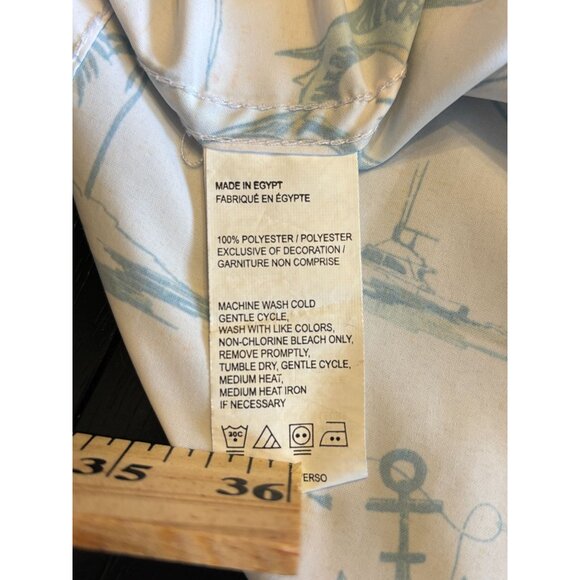 MADE IN EGYPT
FABRIQUÉ EN ÉGYPTE
100% POLYESTER / POLYESTER
EXCLUSIVE OF DECORATION /
GARNITURE NON COMPRISE
MACHINE WASH COLD
GENTLE CYCLE,
WASH WITH LIKE COLORS,
NON-CHLORINE BLEACH ONLY,
REMOVE PROMPTLY,
TUMBLE DRY, GENTLE CYCLE,
MEDIUM HEAT,
MEDIUM HEAT IRON
IF NECESSARY
30C
VERSO
35 36